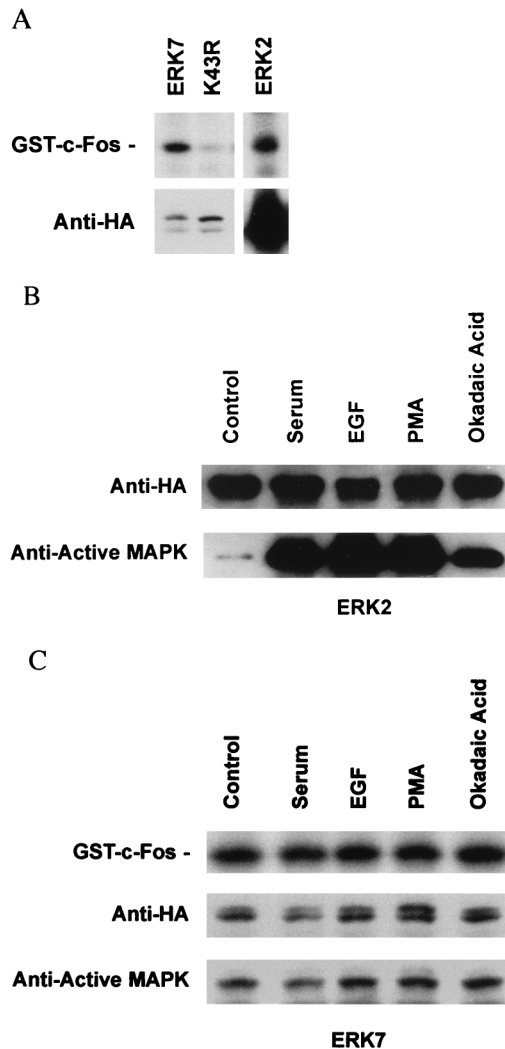 A
ERK7 K43R ERK2
GST-c-Fos -
Anti-HA
B
Control Serum EGF PMA Okadaic Acid
Anti-HA
Anti-Active MAPK
ERK2
C
Control Serum EGF PMA Okadaic Acid
GST-c-Fos -
Anti-HA
Anti-Active MAPK
ERK7